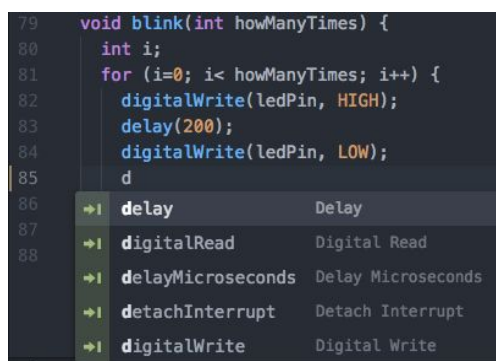 79 void blink(int howManyTimes) {
80 int i;
81 for (i=0; i< howManyTimes; i++) {
82 digitalWrite(ledPin, HIGH);
83 delay(200);
84 digitalWrite(ledPin, LOW);
85 d
86 delay Delay
87 digitalRead Digital Read
88 delayMicroseconds Delay Microseconds
detachInterrupt Detach Interrupt
digitalWrite Digital Write